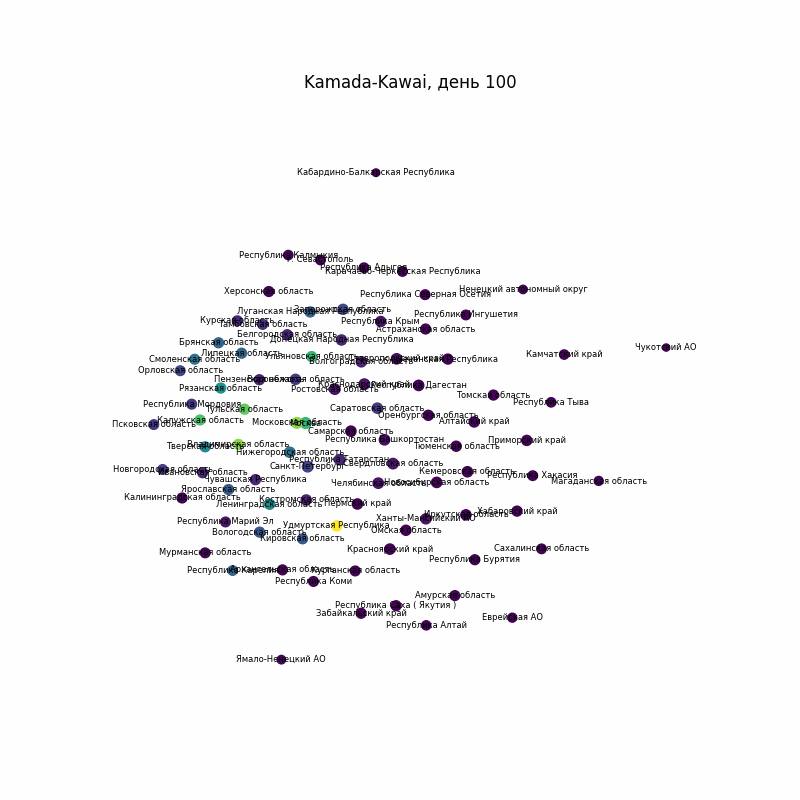 Kamada-Kawai, день 100
Кабардино-Балкарская Республика
Республика Калмыкия
г. Севастополь
Республика Адыгея
Карачаево-Черкесская Республика
Херсонская область
Республика Северная Осетия
Ненецкий автономный округ
Луганская Народная Республика
Запорожская область
Республика Ингушетия
Курская область
Тамбовская область
Республика Крым
Астраханская область
Белгородская область
Донецкая Народная Республика
Брянская область
Чукотский АО
Липецкая область
Камчатский край
Смоленская область
Ульяновская область
Волгоградская область
Орловская область
Пензенская область
Рязанская область
Ростовская область
Краснодарский край
Республика Дагестан
Томская область
Республика Тыва
Республика Мордовия
Тульская область
Саратовская область
Оренбургская область
Калужская область
Псковская область
Московская область
Москва
Алтайский край
Самарская область
Республика Башкортостан
Приморский край
Тверская область
Владимирская область
Тюменская область
Нижегородская область
Республика Татарстан
Свердловская область
Санкт-Петербург
Новгородская область
Ивановская область
Кемеровская область
Республика Хакасия
Чувашская Республика
Челябинская область
Новосибирская область
Магаданская область
Ярославская область
Калининградская область
Костромская область
Ленинградская область
Пермский край
Хабаровский край
Иркутская область
Ханты-Мансийский АО
Республика Марий Эл
Удмуртская Республика
Омская область
Вологодская область
Кировская область
Мурманская область
Красноярский край
Сахалинская область
Республика Бурятия
Республика Карелия
Архангельская область
Курганская область
Республика Коми
Амурская область
Республика Саха ( Якутия )
Забайкальский край
Еврейская АО
Республика Алтай
Ямало-Ненецкий АО